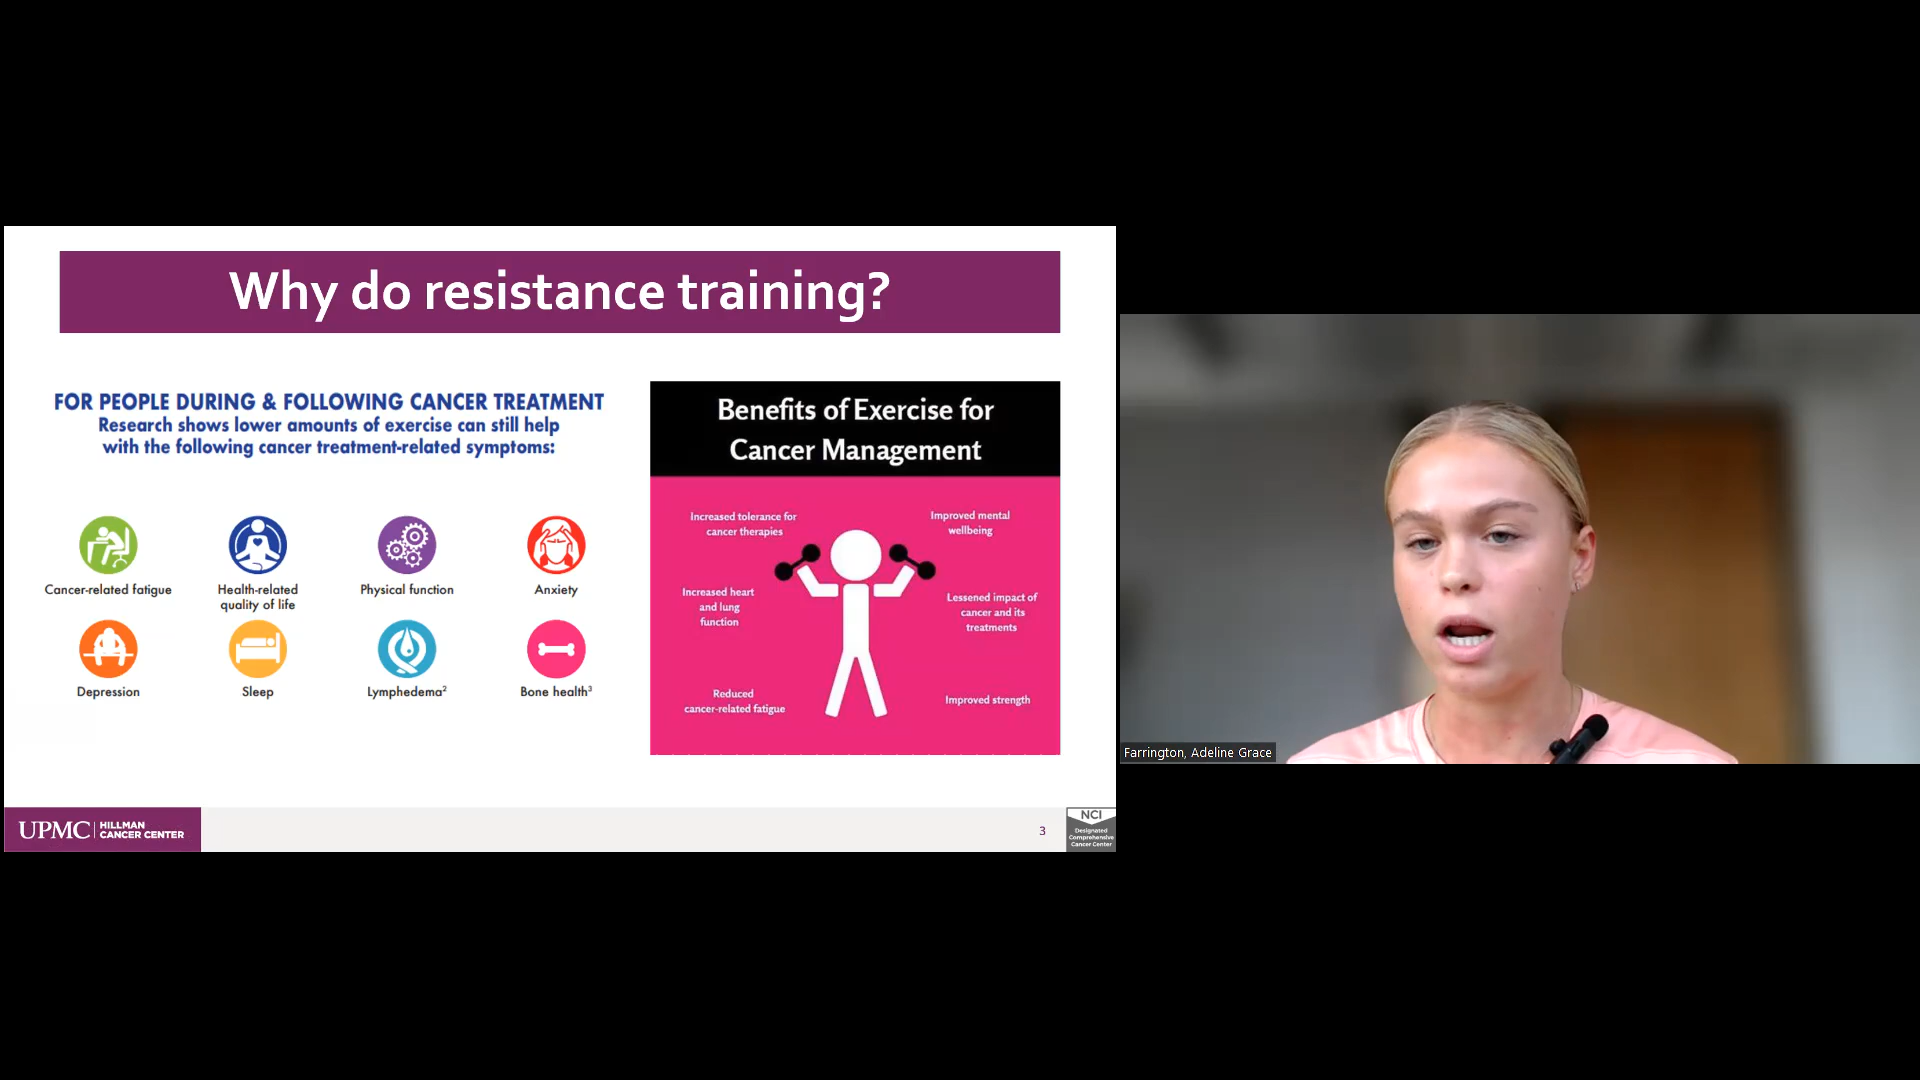 Why do resistance training?
FOR PEOPLE DURING & FOLLOWING CANCER TREATMENT
Research shows lower amounts of exercise can still help
with the following cancer treatment-related symptoms:
Cancer-related fatigue
Health-related
quality of life
Physical function
Anxiety
Depression
Sleep
Lymphedema²
Bone health³
Benefits of Exercise for
Cancer Management
Increased tolerance for
cancer therapies
Improved mental
wellbeing
Increased heart
and lung
function
Lessened impact of
cancer and its
treatments
Reduced
cancer-related fatigue
Improved strength
UPMC HILLMAN
CANCER CENTER
3
NCI
Designated
Comprehensive
Cancer Center
Farrington, Adeline Grace